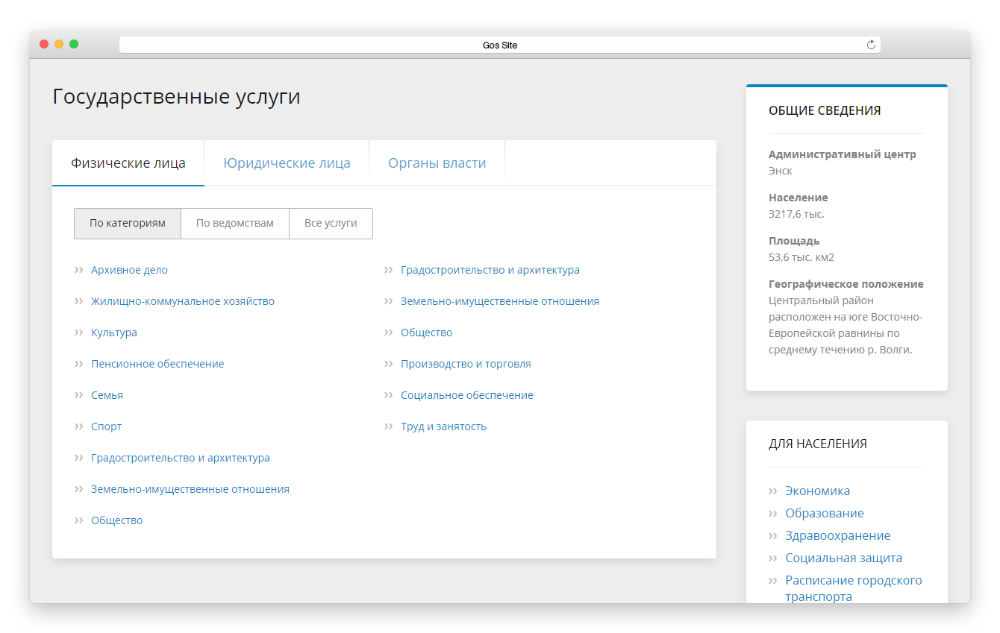 Gos Site
Государственные услуги
Физические лица
Юридические лица
Органы власти
По категориям
По ведомствам
Все услуги
Архивное дело
Жилищно-коммунальное хозяйство
Культура
Пенсионное обеспечение
Семья
Спорт
Градостроительство и архитектура
Земельно-имущественные отношения
Общество
Градостроительство и архитектура
Земельно-имущественные отношения
Общество
Производство и торговля
Социальное обеспечение
Труд и занятость
ОБЩИЕ СВЕДЕНИЯ
Административный центр
Энск
Население
3217,6 тыс.
Площадь
53,6 тыс. км2
Географическое положение
Центральный район
расположен на юге Восточно-
Европейской равнины по
среднему течению р. Волги.
ДЛЯ НАСЕЛЕНИЯ
Экономика
Образование
Здравоохранение
Социальная защита
Расписание городского
транспорта